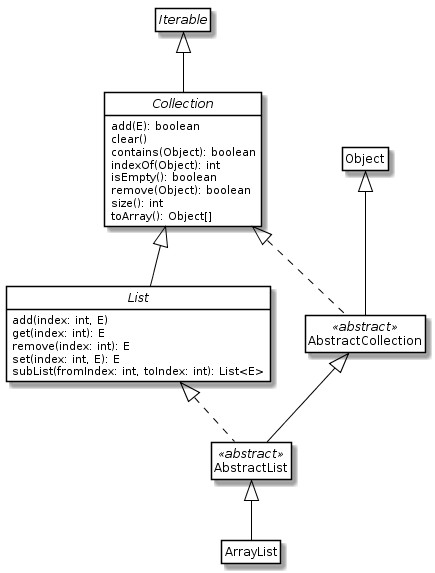 Iterable
Collection
add(E): boolean
clear()
contains(Object): boolean
indexOf(Object): int
isEmpty(): boolean
remove(Object): boolean
size(): int
toArray(): Object[]
Object
List
add(index: int, E)
get(index: int): E
remove(index: int): E
set(index: int, E): E
subList(fromIndex: int, toIndex: int): List<E>
«abstract»
AbstractCollection
«abstract»
AbstractList
ArrayList